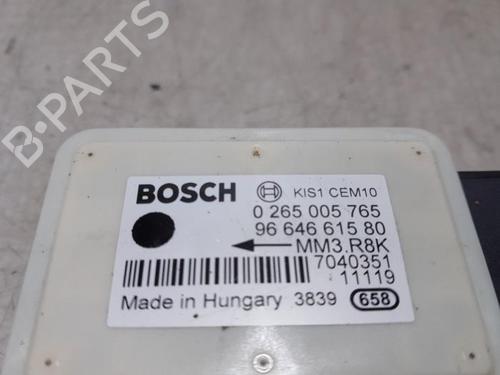 B-PARTS
BOSCH KIS1 CEM10
0 265 005 765
96 646 615 80
MM3.R8K
7040351
11119
Made in Hungary 3839 658